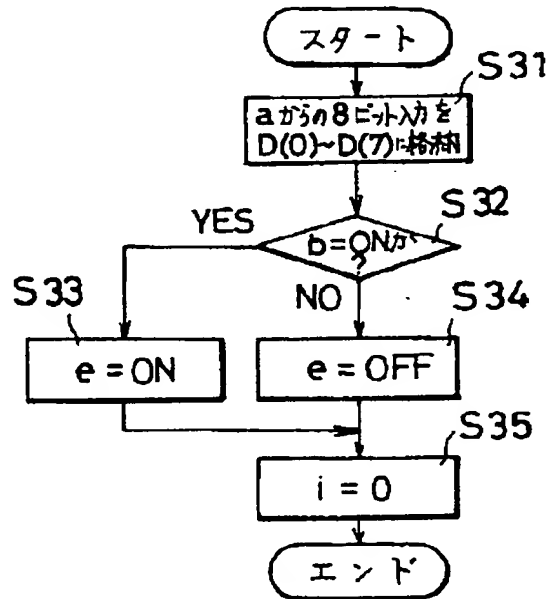 スタート
S31
aからの8ビット入力を
D(0)~D(7)に格納
S32
b=ONか
?
YES
NO
S33
e=ON
S34
e=OFF
S35
i=0
エンド